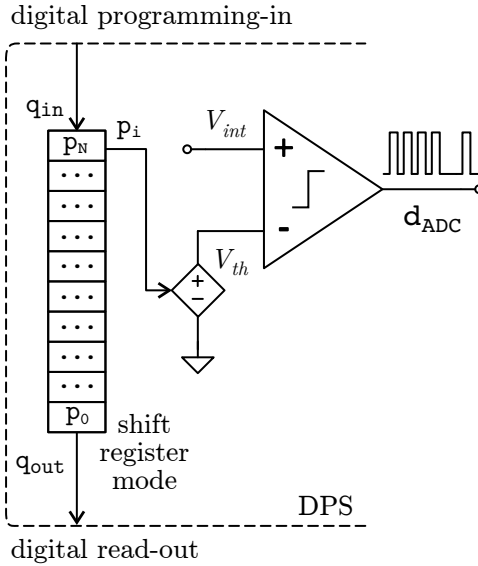 digital programming-in
q_in
p_i
V_int
p_N
...
...
...
...
...
...
...
...
p_0
+
-
d_ADC
V_th
+
−
shift
register
mode
q_out
DPS
digital read-out